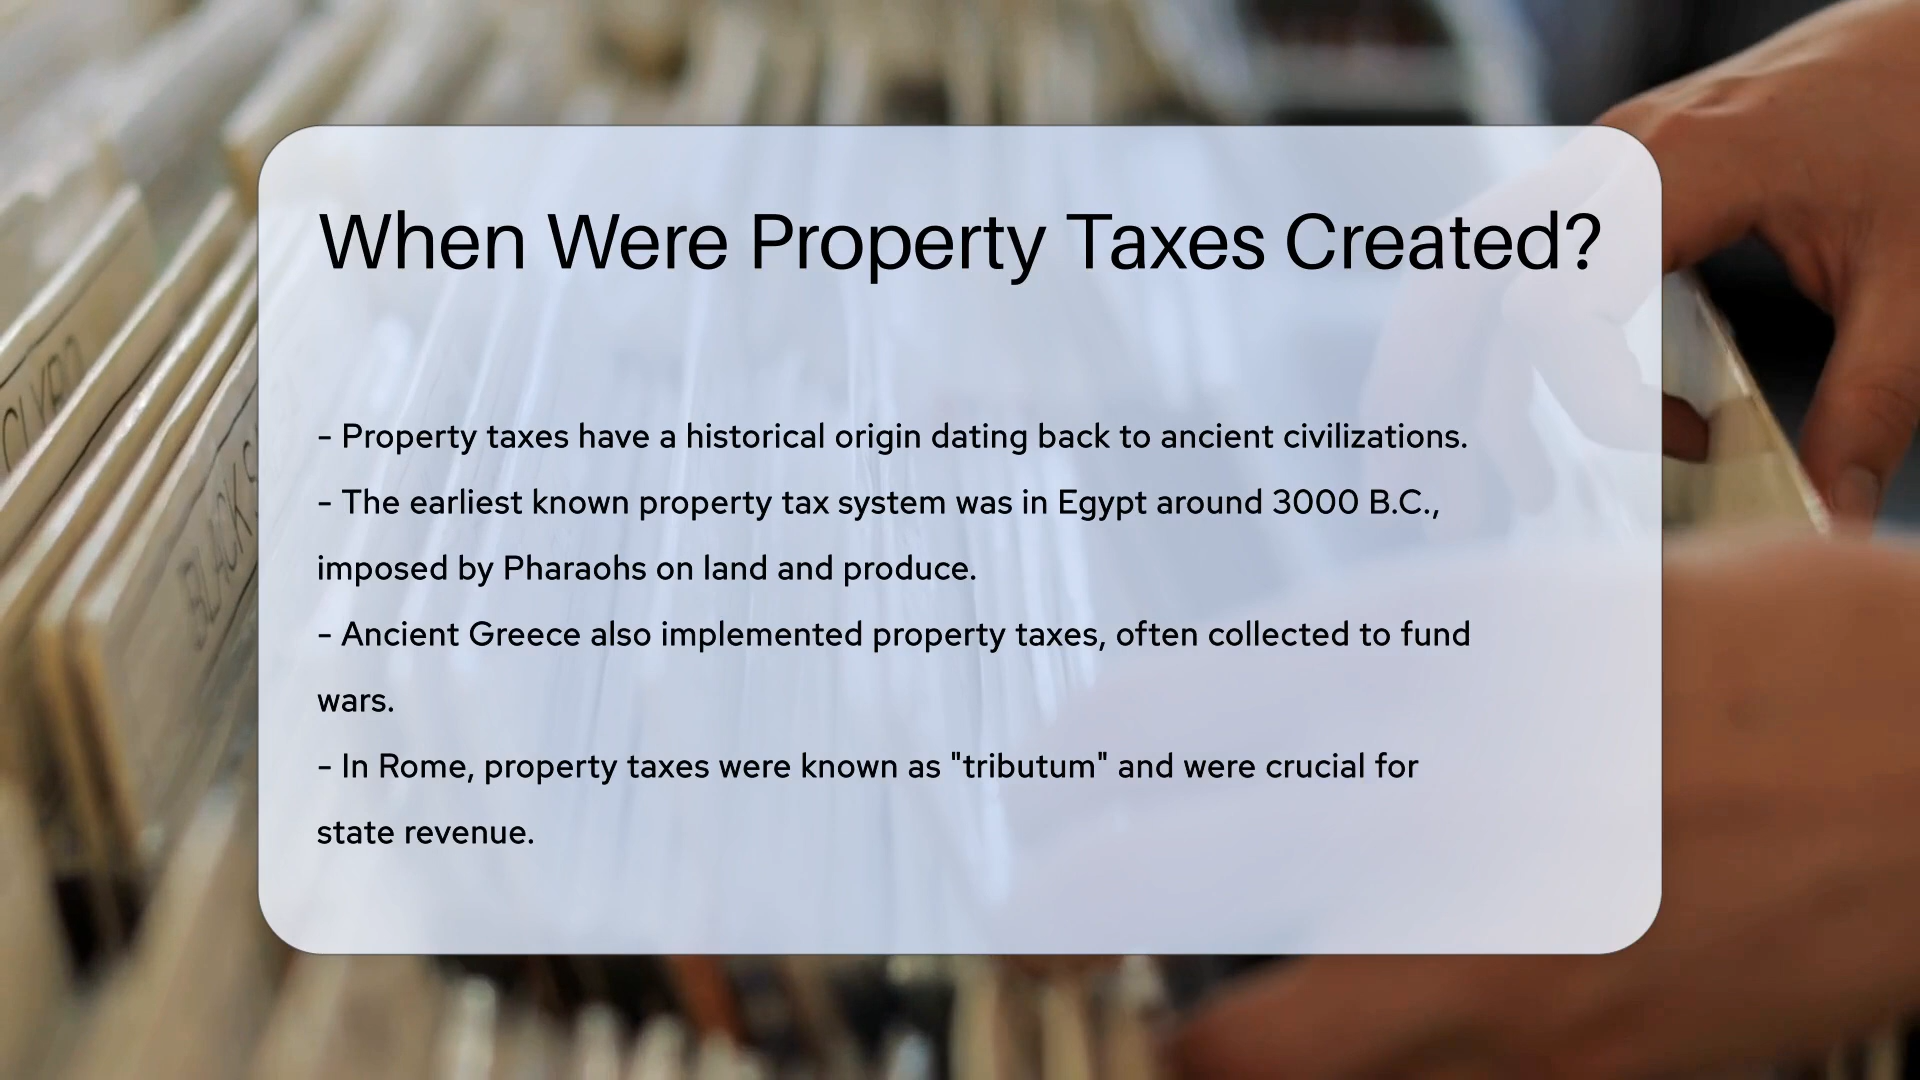 When Were Property Taxes Created?
- Property taxes have a historical origin dating back to ancient civilizations.
- The earliest known property tax system was in Egypt around 3000 B.C.,
imposed by Pharaohs on land and produce.
- Ancient Greece also implemented property taxes, often collected to fund
wars.
- In Rome, property taxes were known as "tributum" and were crucial for
state revenue.